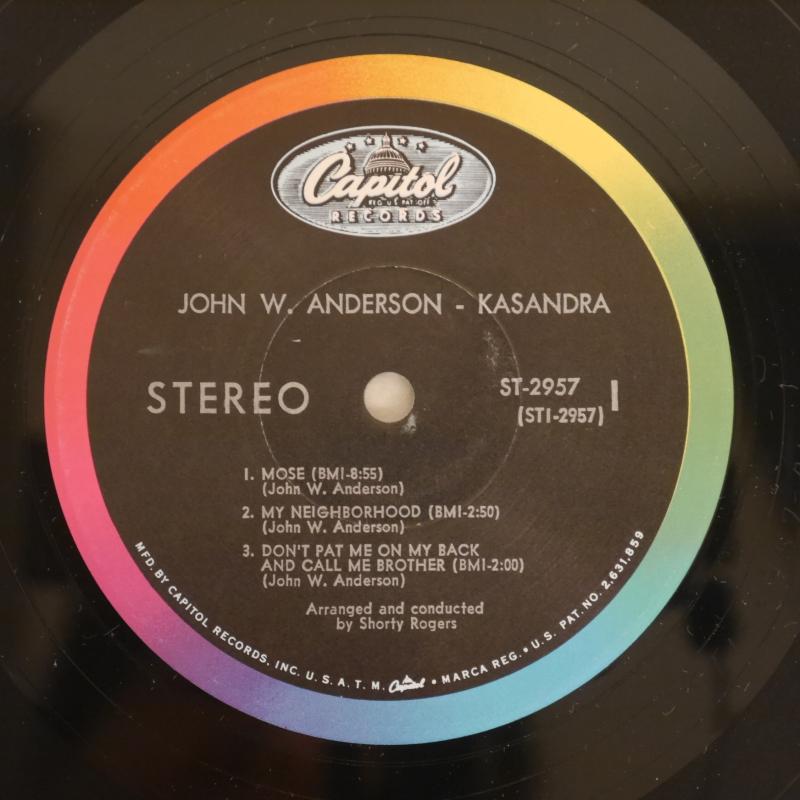 Capitol
REG. U.S. PAT. OFF.
RECORDS
JOHN W. ANDERSON - KASANDRA
STEREO
ST-2957
(ST1-2957)
1
1. MOSE (BMI-8:55)
(John W. Anderson)
2. MY NEIGHBORHOOD (BMI-2:50)
(John W. Anderson)
3. DON'T PAT ME ON MY BACK
AND CALL ME BROTHER (BMI-2:00)
(John W. Anderson)
Arranged and conducted
by Shorty Rogers
MFD. BY CAPITOL RECORDS, INC. U. S. A. T. M. Capitol • MARCA REG. • U. S. PAT. NO. 2,631,859